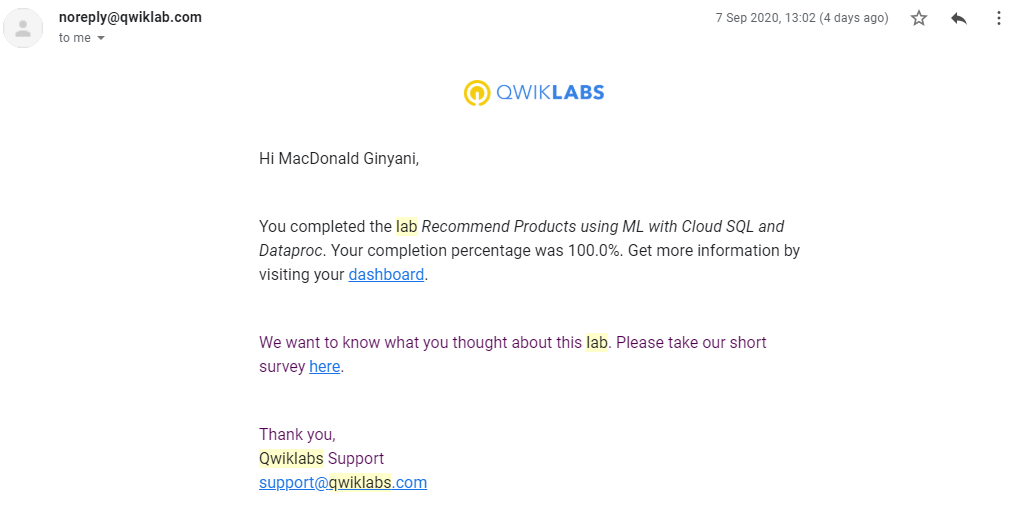 noreply@qwiklab.com
7 Sep 2020, 13:02 (4 days ago)
to me
QWIKLABS
Hi MacDonald Ginyani,
You completed the lab Recommend Products using ML with Cloud SQL and
Dataproc. Your completion percentage was 100.0%. Get more information by
visiting your dashboard.
We want to know what you thought about this lab. Please take our short
survey here.
Thank you,
Qwiklabs Support
support@qwiklabs.com